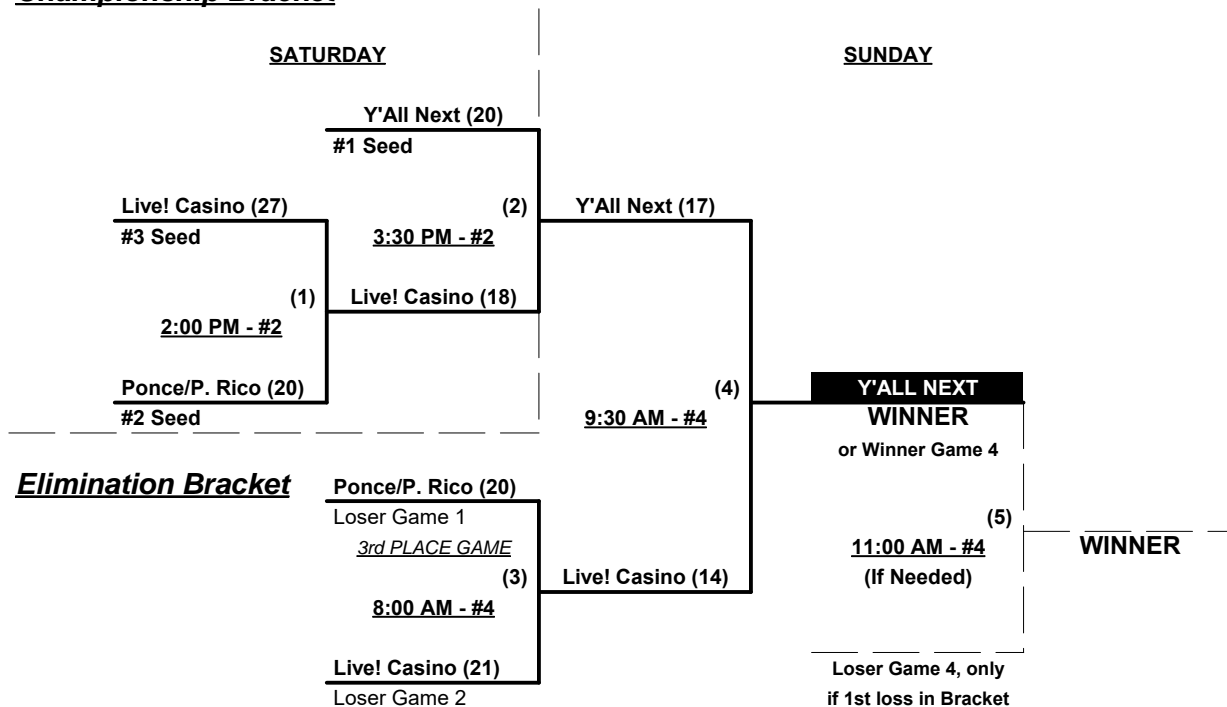 Championship Bracket
SATURDAY
SUNDAY
Y'All Next (20)
#1 Seed
Live! Casino (27)
#3 Seed
(2)
3:30 PM - #2
Y'All Next (17)
(1)
2:00 PM - #2
Live! Casino (18)
Ponce/P. Rico (20)
#2 Seed
(4)
9:30 AM - #4
Y'ALL NEXT
WINNER
or Winner Game 4
Elimination Bracket
Ponce/P. Rico (20)
Loser Game 1
3rd PLACE GAME
(3)
8:00 AM - #4
Live! Casino (14)
(5)
11:00 AM - #4
(If Needed)
WINNER
Live! Casino (21)
Loser Game 2
Loser Game 4, only
if 1st loss in Bracket